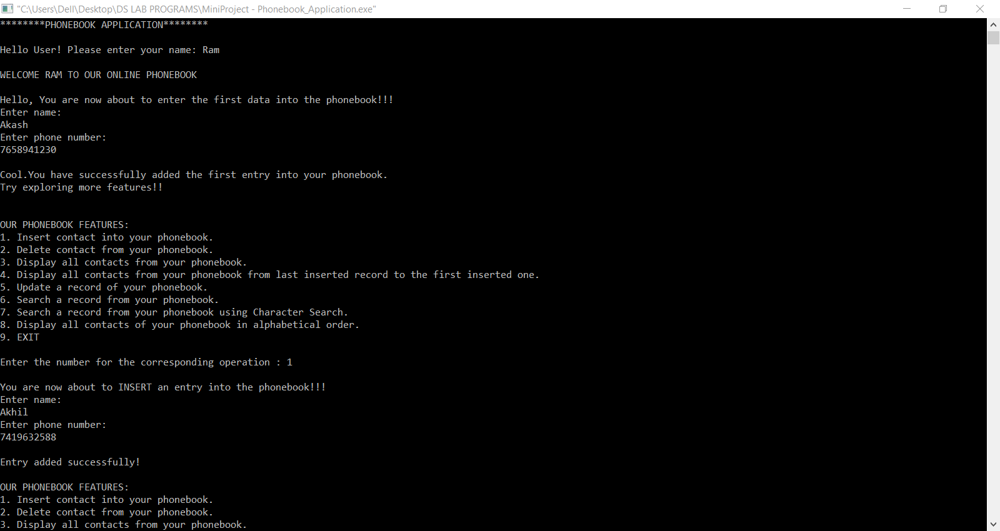 "C:\Users\Dell\Desktop\DS LAB PROGRAMS\MiniProject - Phonebook_Application.exe"
********PHONEBOOK APPLICATION********
Hello User! Please enter your name: Ram
WELCOME RAM TO OUR ONLINE PHONEBOOK
Hello, You are now about to enter the first data into the phonebook!!!
Enter name:
Akash
Enter phone number:
7658941230
Cool.You have successfully added the first entry into your phonebook.
Try exploring more features!!
OUR PHONEBOOK FEATURES:
1. Insert contact into your phonebook.
2. Delete contact from your phonebook.
3. Display all contacts from your phonebook.
4. Display all contacts from your phonebook from last inserted record to the first inserted one.
5. Update a record of your phonebook.
6. Search a record from your phonebook.
7. Search a record from your phonebook using Character Search.
8. Display all contacts of your phonebook in alphabetical order.
9. EXIT
Enter the number for the corresponding operation : 1
You are now about to INSERT an entry into the phonebook!!!
Enter name:
Akhil
Enter phone number:
7419632588
Entry added successfully!
OUR PHONEBOOK FEATURES:
1. Insert contact into your phonebook.
2. Delete contact from your phonebook.
3. Display all contacts from your phonebook.